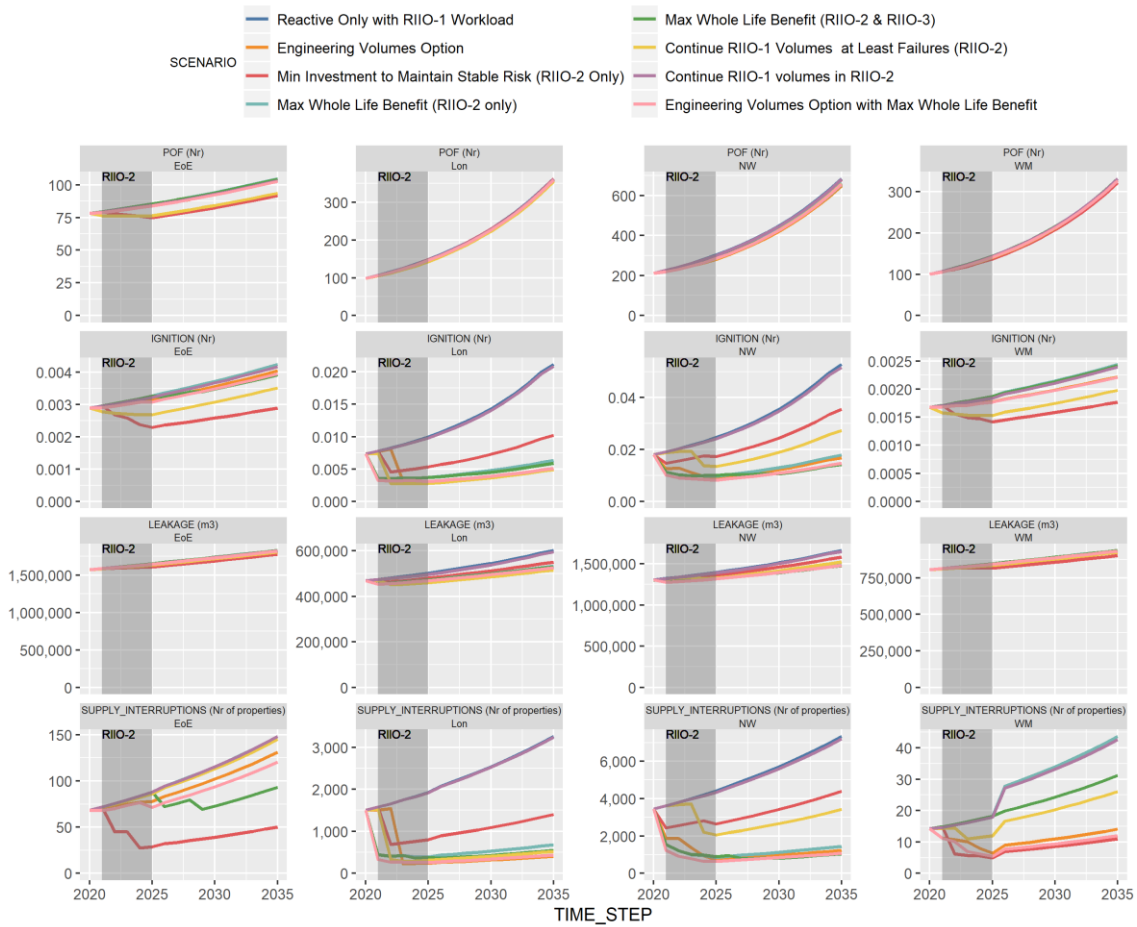 SCENARIO
Reactive Only with RIIO-1 Workload
Engineering Volumes Option
Min Investment to Maintain Stable Risk (RIIO-2 Only)
Max Whole Life Benefit (RIIO-2 only)
Max Whole Life Benefit (RIIO-2 & RIIO-3)
Continue RIIO-1 Volumes at Least Failures (RIIO-2)
Continue RIIO-1 volumes in RIIO-2
Engineering Volumes Option with Max Whole Life Benefit
POF (Nr)
EoE
RIIO-2
100
75
50
25
0
POF (Nr)
Lon
RIIO-2
300
200
100
0
POF (Nr)
NW
RIIO-2
600
400
200
0
POF (Nr)
WM
RIIO-2
300
200
100
0
IGNITION (Nr)
EoE
RIIO-2
0.004
0.003
0.002
0.001
0.000
IGNITION (Nr)
Lon
RIIO-2
0.020
0.015
0.010
0.005
0.000
IGNITION (Nr)
NW
RIIO-2
0.04
0.02
0.00
IGNITION (Nr)
WM
RIIO-2
0.0025
0.0020
0.0015
0.0010
0.0005
0.0000
LEAKAGE (m3)
EoE
RIIO-2
1,500,000
1,000,000
500,000
0
LEAKAGE (m3)
Lon
RIIO-2
600,000
400,000
200,000
0
LEAKAGE (m3)
NW
RIIO-2
1,500,000
1,000,000
500,000
0
LEAKAGE (m3)
WM
RIIO-2
750,000
500,000
250,000
0
SUPPLY_INTERRUPTIONS (Nr of properties)
EoE
RIIO-2
150
100
50
0
2020 2025 2030 2035
SUPPLY_INTERRUPTIONS (Nr of properties)
Lon
RIIO-2
3,000
2,000
1,000
0
2020 2025 2030 2035
SUPPLY_INTERRUPTIONS (Nr of properties)
NW
RIIO-2
6,000
4,000
2,000
0
2020 2025 2030 2035
SUPPLY_INTERRUPTIONS (Nr of properties)
WM
RIIO-2
40
30
20
10
0
2020 2025 2030 2035
TIME_STEP